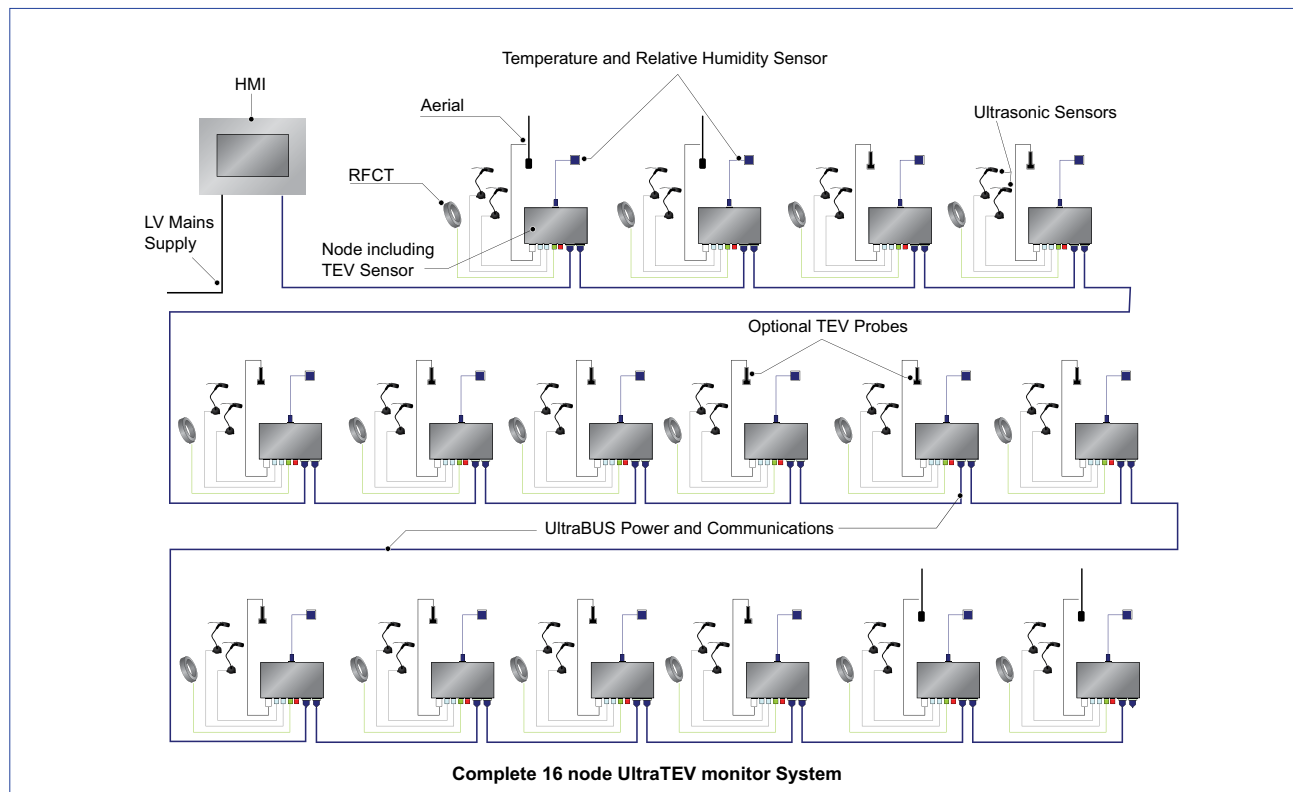 Temperature and Relative Humidity Sensor
HMI
Aerial
Ultrasonic Sensors
RFCT
LV Mains
Supply
Node including
TEV Sensor
Optional TEV Probes
UltraBUS Power and Communications
Complete 16 node UltraTEV monitor System